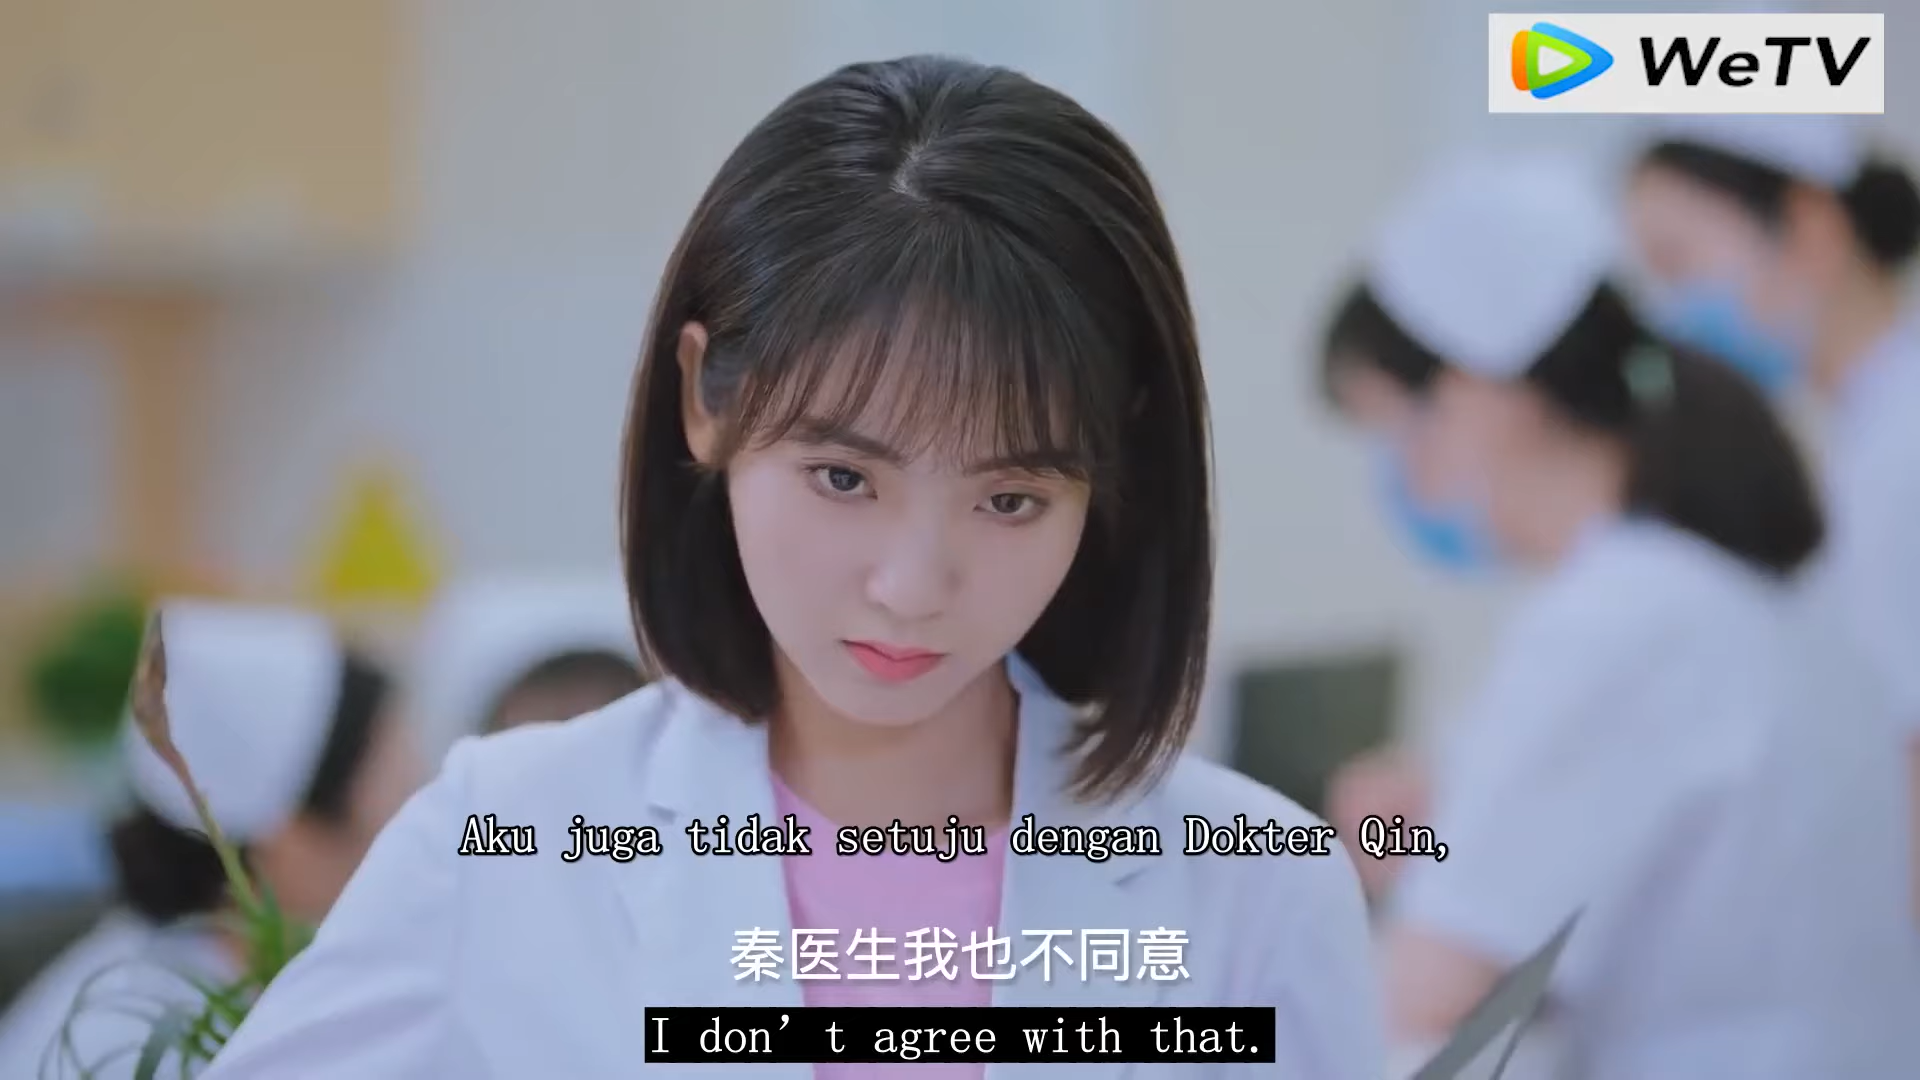 WeTV
Aku juga tidak setuju dengan Dokter Qin,
秦医生我也不同意
I don’t agree with that.